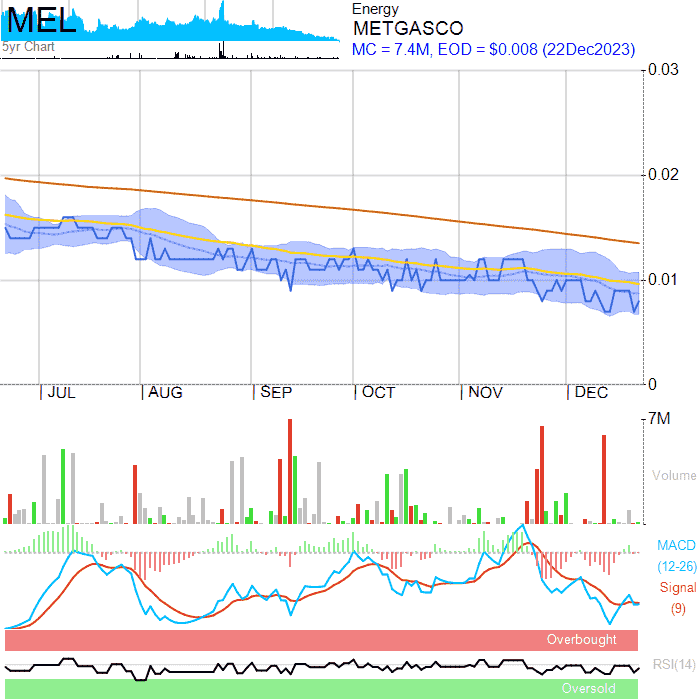 MEL
5yr Chart
Energy
METGASCO
MC = 7.4M, EOD = $0.008 (22Dec2023)
0.03
0.02
0.01
0
| JUL | AUG | SEP | OCT | NOV | DEC
7M
Volume
MACD
(12-26)
Signal
(9)
Overbought
RSI(14)
Oversold